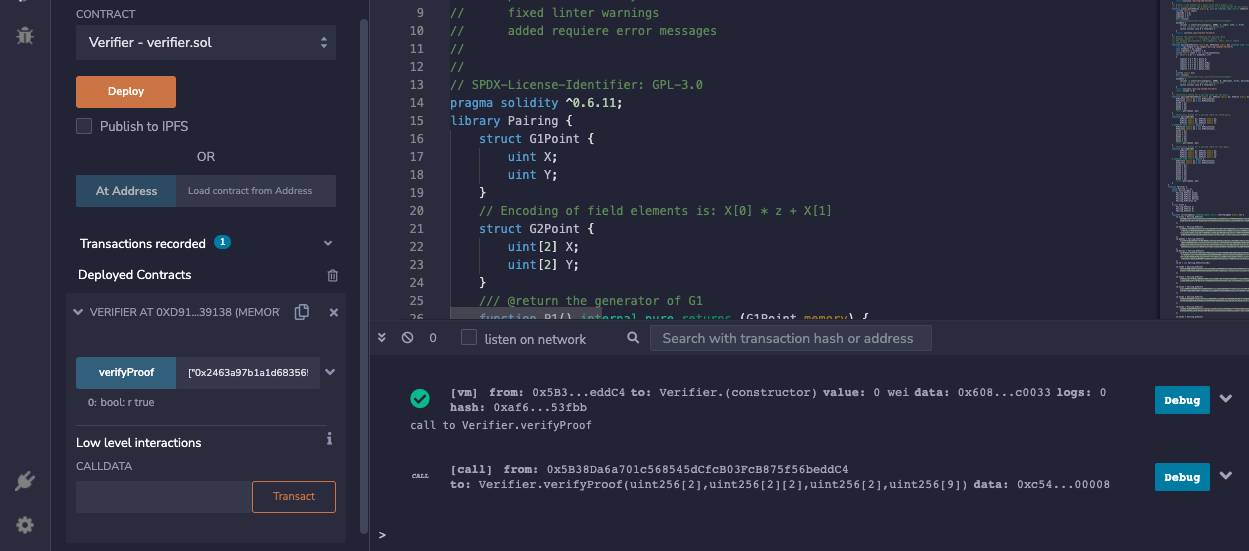 CONTRACT
Verifier - verifier.sol
Deploy
Publish to IPFS
OR
At Address
Load contract from Address
Transactions recorded 1
Deployed Contracts
VERIFIER AT 0XD91...39138 (MEMOR
verifyProof
["0x2463a97b1a1d68356
0: bool: r true
Low level interactions
i
CALLDATA
Transact
9 // fixed linter warnings
10 // added requiere error messages
11 //
12 //
13 // SPDX-License-Identifier: GPL-3.0
14 pragma solidity ^0.6.11;
15 library Pairing {
16 struct G1Point {
17 uint X;
18 uint Y;
19 }
20 // Encoding of field elements is: X[0] * z + X[1]
21 struct G2Point {
22 uint[2] X;
23 uint[2] Y;
24 }
25 /// @return the generator of G1
26 function P1() internal pure returns (G1Point memory) {
0
listen on network
Search with transaction hash or address
[vm] from: 0x5B3...eddC4 to: Verifier.(constructor) value: 0 wei data: 0x608...c0033 logs: 0
hash: 0xaf6...53fbb
Debug
call to Verifier.verifyProof
CALL
[call] from: 0x5B38Da6a701c568545dCfcB03FcB875f56beddC4
to: Verifier.verifyProof(uint256[2],uint256[2][2],uint256[2],uint256[9]) data: 0xc54...00008
Debug
>